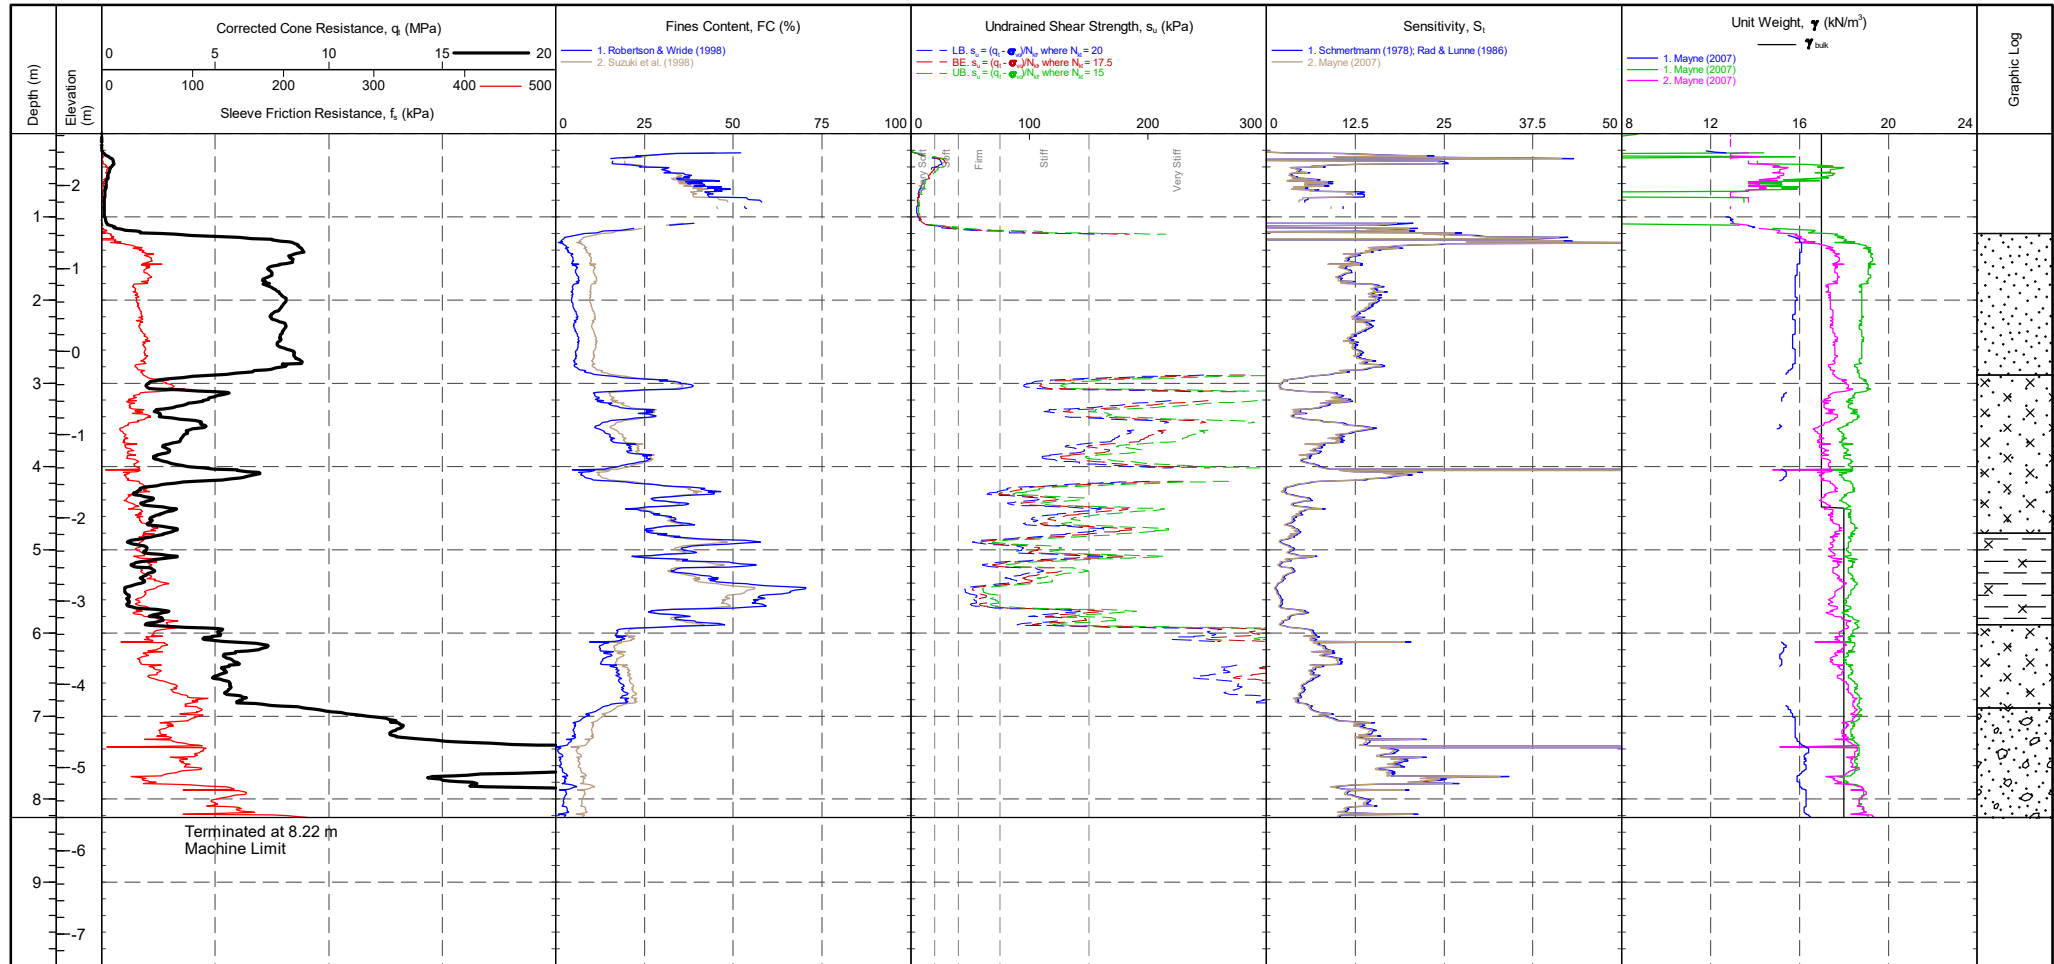 Depth (m)
Elevation (m)
Corrected Cone Resistance, qt (MPa)
5 10 15 20
0 100 200 300 400 500
Sleeve Friction Resistance, fs (kPa)
Fines Content, FC (%)
1. Robertson & Wride (1998)
2. Suzuki et al. (1998)
0 25 50 75 100
Undrained Shear Strength, su (kPa)
LB. su = (qt - σvo)/Nkt where Nkt = 20
BE. su = (qt - σvo)/Nkt where Nkt = 17.5
UB. su = (qt - σvo)/Nkt where Nkt = 15
0 100 200 300
Soft
Firm
Stiff
Very Stiff
Sensitivity, St
1. Schmertmann (1978); Rad & Lunne (1986)
2. Mayne (2007)
0 12.5 25 37.5 50
Unit Weight, γ (kN/m³)
γ bulk
1. Mayne (2007)
1. Mayne (2007)
2. Mayne (2007)
8 12 16 20 24
Graphic Log
2
1
1
2
0
3
-1
4
-2
5
-3
6
-4
7
-5
8
Terminated at 8.22 m
Machine Limit
-6
9
-7